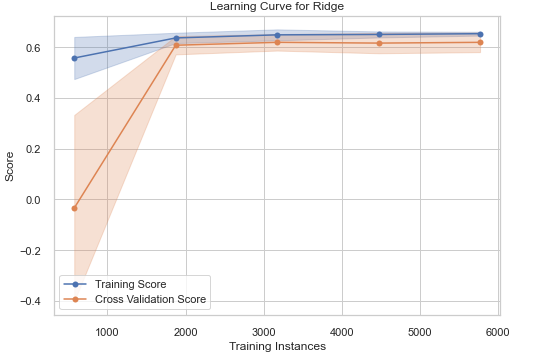 Learning Curve for Ridge
Score
0.6
0.4
0.2
0.0
−0.2
−0.4
Training Score
Cross Validation Score
1000 2000 3000 4000 5000 6000
Training Instances